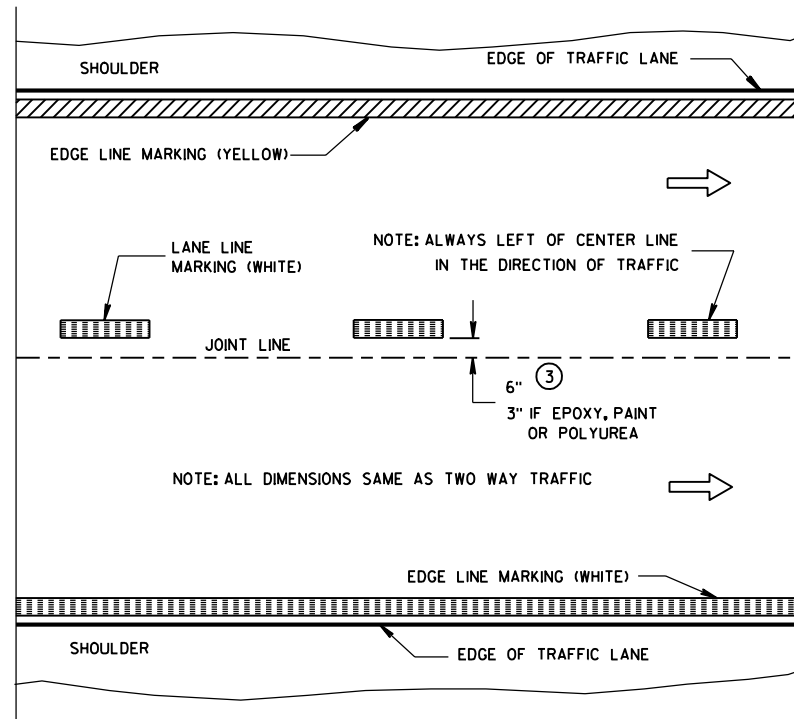 EDGE OF TRAFFIC LANE
SHOULDER
EDGE LINE MARKING (YELLOW)
LANE LINE
MARKING (WHITE)
NOTE: ALWAYS LEFT OF CENTER LINE
IN THE DIRECTION OF TRAFFIC
JOINT LINE
6" 3
3" IF EPOXY, PAINT
OR POLYUREA
NOTE: ALL DIMENSIONS SAME AS TWO WAY TRAFFIC
EDGE LINE MARKING (WHITE)
SHOULDER
EDGE OF TRAFFIC LANE